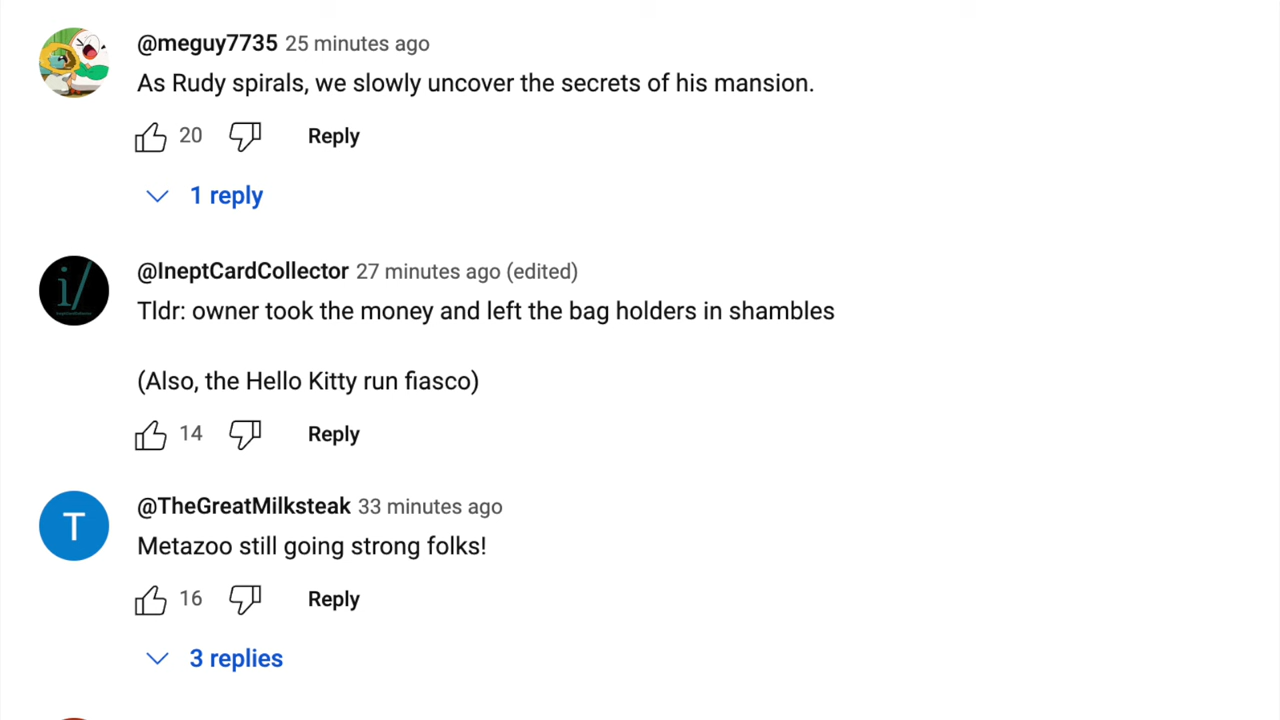 @meguy7735 25 minutes ago
As Rudy spirals, we slowly uncover the secrets of his mansion.
20 Reply
1 reply
i/
@IneptCardCollector 27 minutes ago (edited)
Tldr: owner took the money and left the bag holders in shambles
(Also, the Hello Kitty run fiasco)
14 Reply
T
@TheGreatMilksteak 33 minutes ago
Metazoo still going strong folks!
16 Reply
3 replies